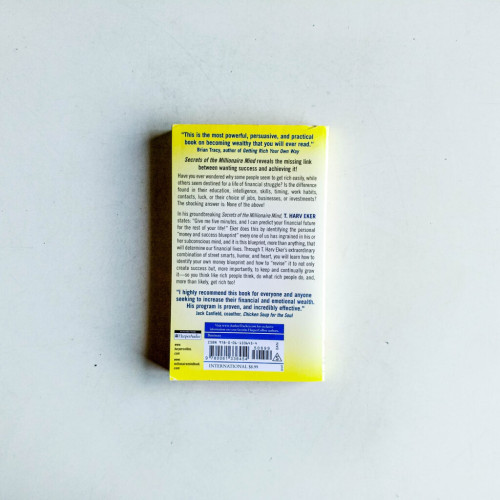 "This is the most powerful, persuasive, and practical
book on becoming wealth that you will ever read."
Brian Tracy, author of Getting Rich Your Own Way
Secrets of the Millionaire Mind reveals the missing link
between wanting success and achieving it!
Have you ever wondered why some people seem to get rich easily, while
others seem destined for a life of financial struggle? Is the difference
found in their education, intelligence, skills, timing, work habits,
contacts, luck, or their choice of jobs, businesses, or investments?
The shocking answer is: None of the above!
In his groundbreaking Secrets of the Millionaire Mind, T. HARV EKER
states: "Give me five minutes, and I can predict your financial future
for the rest of your life!" Eker does this by identifying your personal
"money and success blueprint" every one of us has ingrained in his or
her subconscious mind, and it is this blueprint, more than anything, that
will determine our financial lives. Through T. Harv Eker's extraordinary
combination of street smarts, humor, and heart, you will learn how to
identify your own money blueprint and how to "revise" it to not only
create success but, more importantly, to keep and continually grow
it—so you think like rich people think, do what rich people do, and,
more than likely, get rich too!
"I highly recommend this book for everyone and anyone
seeking to increase their financial and emotional wealth.
His program is proven, and incredibly effective."
Jack Canfield, coauthor, Chicken Soup for the Soul
HarperAudio
Business
ISBN 978-0-06-
INTERNATIONAL